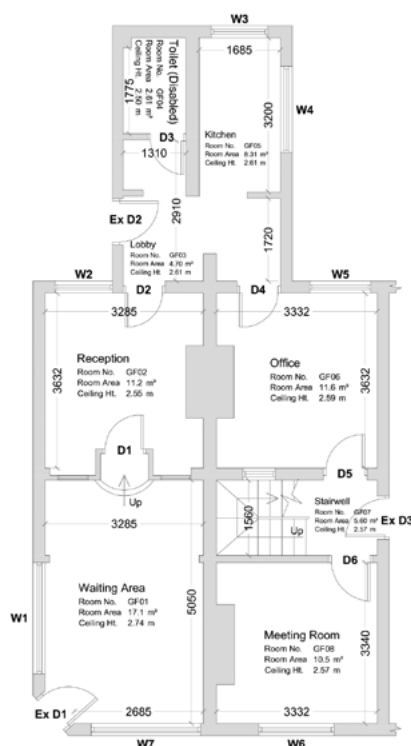 W3
1685
Toilet (Disabled)
Room No. GF04
Room Area 2.61 m²
Ceiling Ht. 2.50 m
1775
W4
3200
Kitchen
Room No. GF05
Room Area 8.31 m²
Ceiling Ht. 2.61 m
D3
1310
2910
1720
Ex D2
Lobby
Room No. GF03
Room Area 4.70 m²
Ceiling Ht. 2.61 m
W2
D2
D4
W5
3285
3332
Reception
Room No. GF02
Room Area 11.2 m²
Ceiling Ht. 2.55 m
3632
Office
Room No. GF06
Room Area 11.6 m²
Ceiling Ht. 2.59 m
3632
D1
Up
D5
3285
1560
Up
Stairwell
Room No. GF07
Room Area 5.60 m²
Ceiling Ht. 2.57 m
Ex D3
D6
W1
Waiting Area
Room No. GF01
Room Area 17.1 m²
Ceiling Ht. 2.74 m
5050
Meeting Room
Room No. GF08
Room Area 10.5 m²
Ceiling Ht. 2.57 m
3340
Ex D1
2685
3332
W7
W6